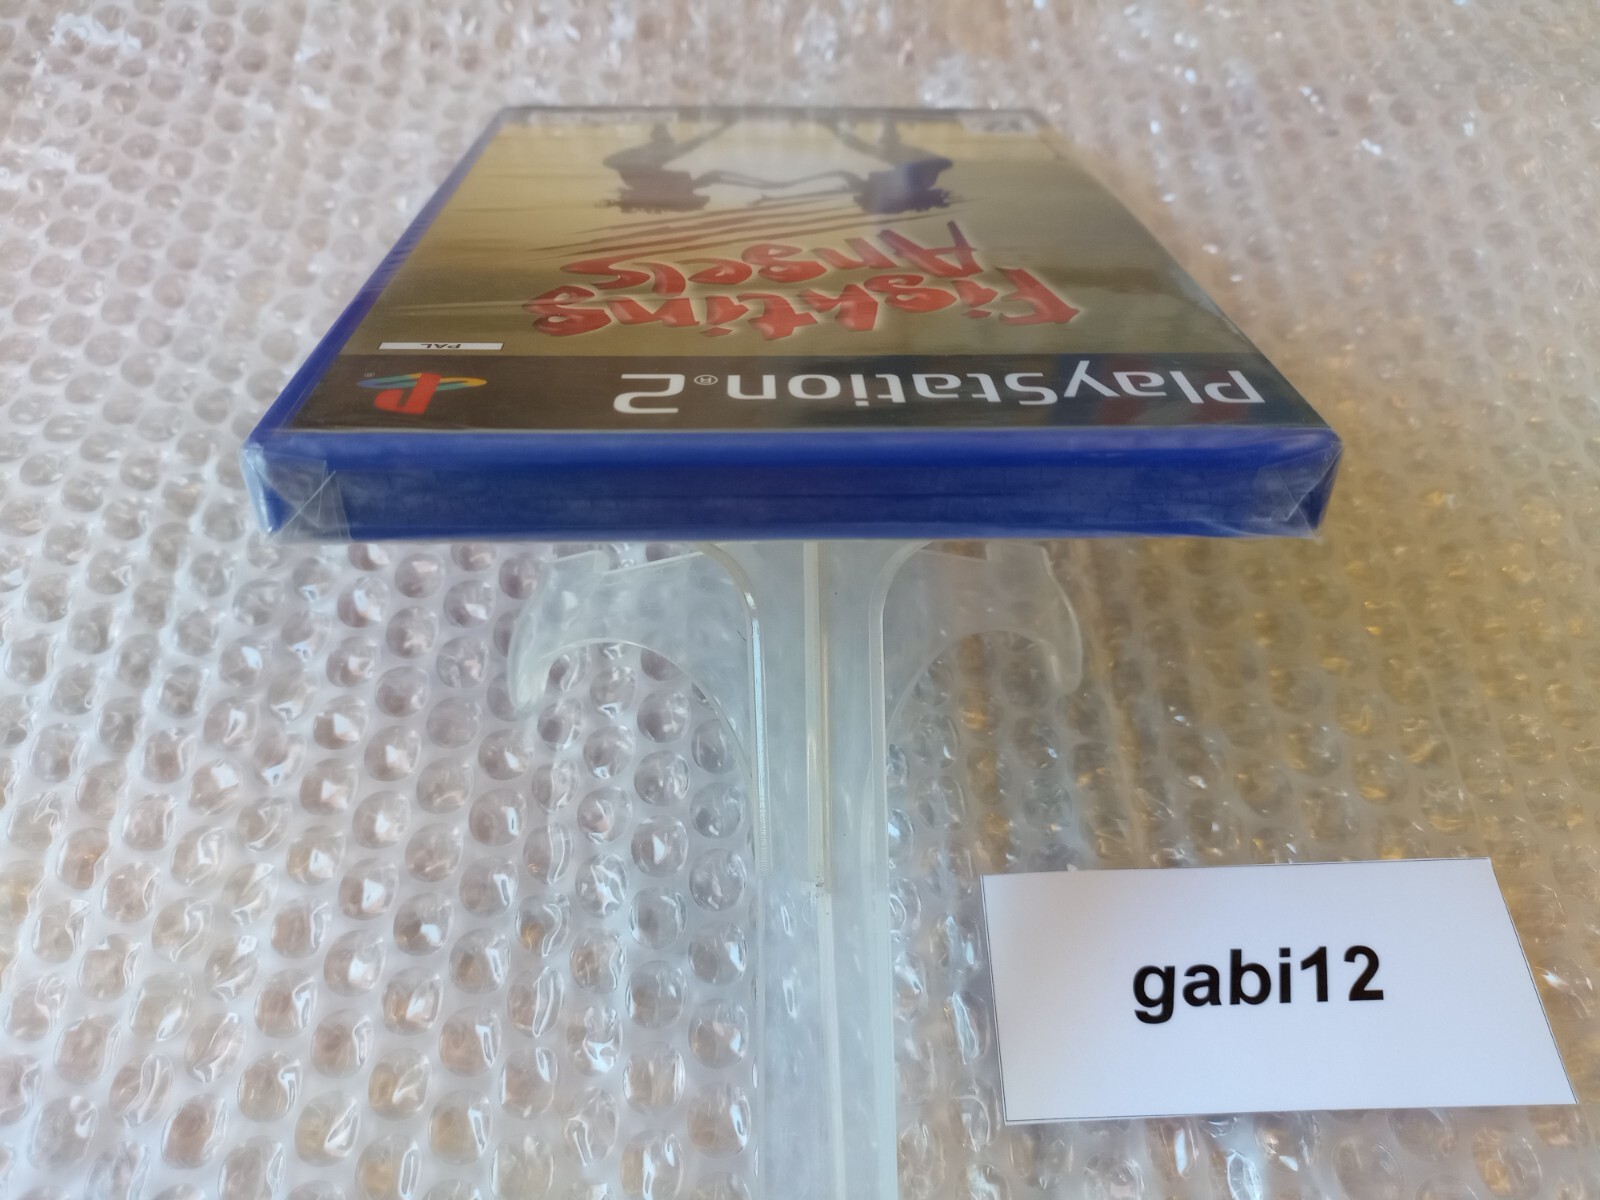 PlayStation®2
PAL
Fighting
Angels
gabi12